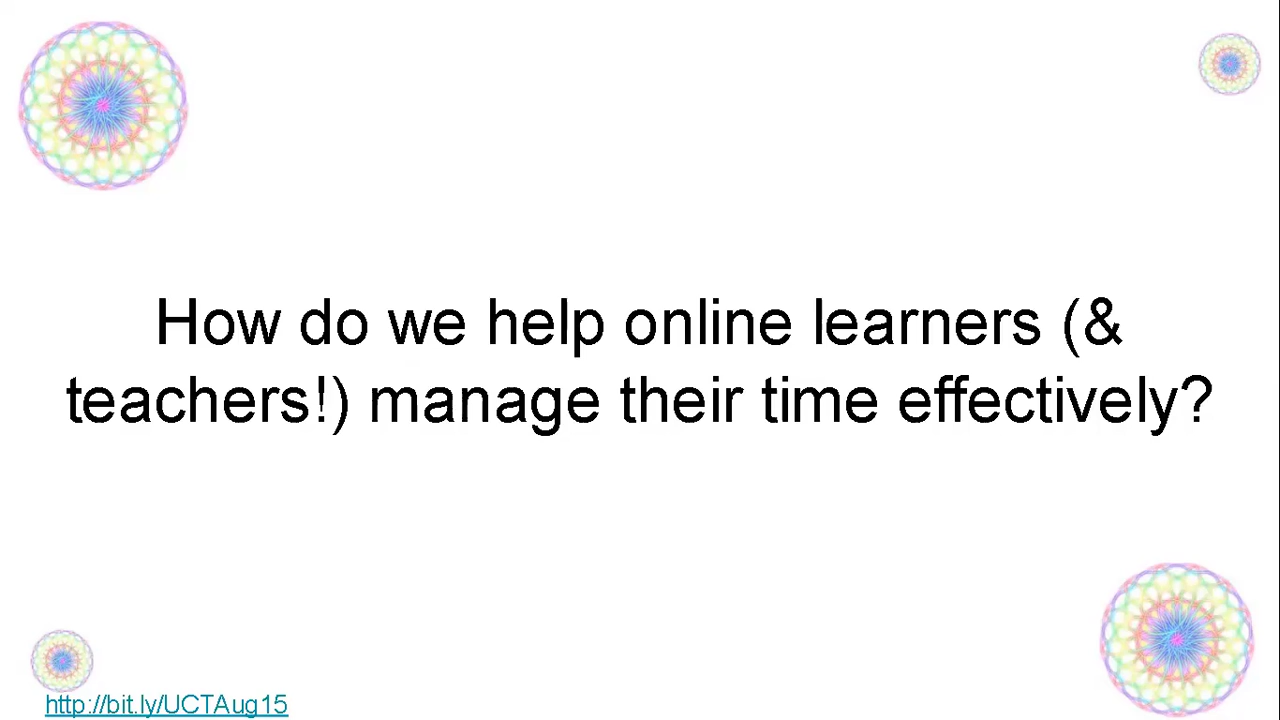 How do we help online learners (&
teachers!) manage their time effectively?
http://bit.ly/UCTAug15